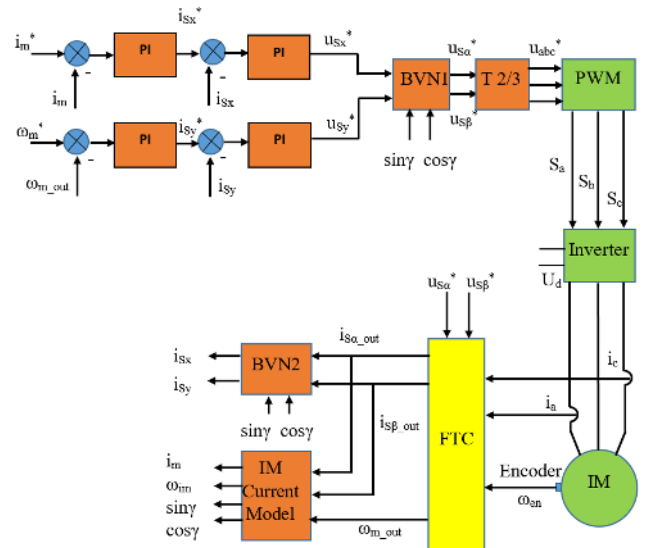 i_Sx* u_Sx*
i_m* PI PI
u_Sα* u_abc*
BVN1 T 2/3 PWM
i_m - - i_Sx
u_Sβ*
i_Sy* u_Sy*
ω_m* PI PI
sinγ cosγ
ω_m_out - - i_Sy
S_a S_b S_c
Inverter
U_d
u_Sα* u_Sβ*
i_Sα_out
i_Sx BVN2
i_Sy
i_c
i_a
sinγ cosγ i_Sβ_out
FTC
i_m IM
ω_im Current
sinγ Model
cosγ
ω_m_out
Encoder IM
ω_en